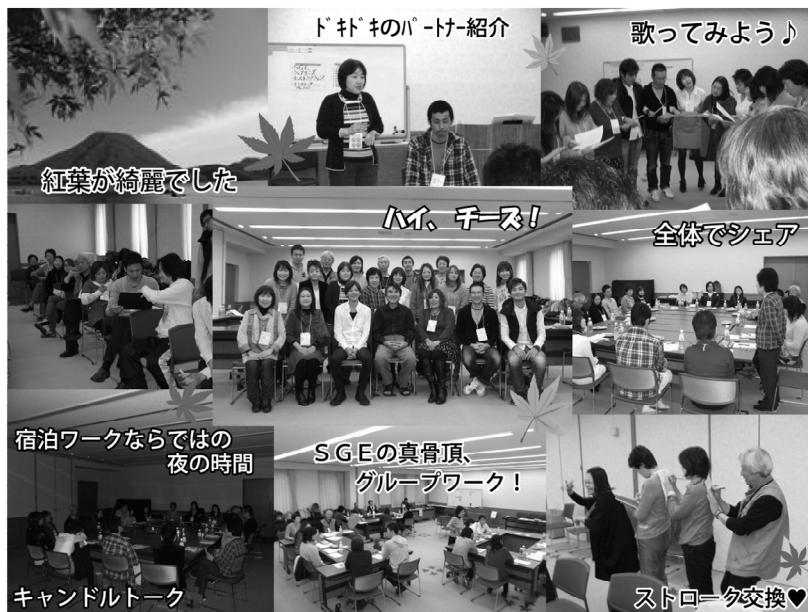 紅葉が綺麗でした
ﾄﾞｷﾄﾞｷのﾊﾟｰﾄﾅｰ紹介
歌ってみよう♪
ハイ、チーズ！
全体でシェア
宿泊ワークならではの
夜の時間
キャンドルトーク
ＳＧＥの真骨頂、
グループワーク！
ストローク交換♥